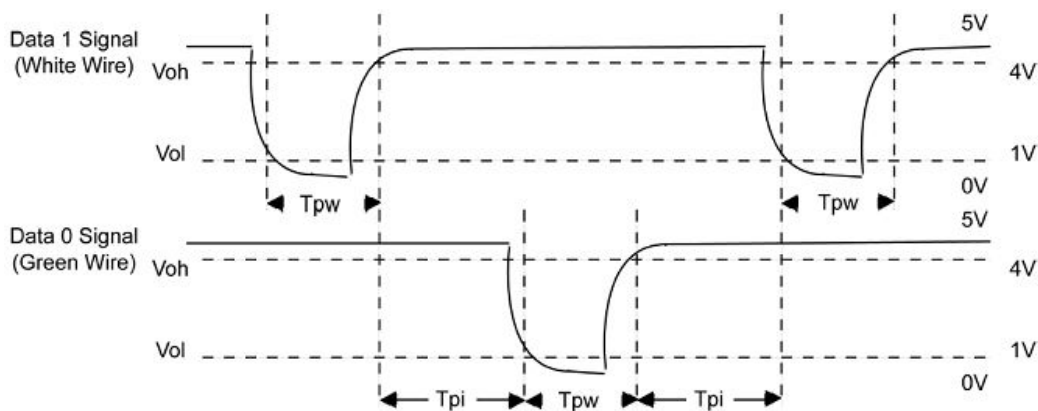 5V
Data 1 Signal
(White Wire)
Voh
4V
Vol
1V
0V
Tpw
Tpw
5V
Data 0 Signal
(Green Wire)
Voh
4V
Vol
1V
0V
Tpi
Tpw
Tpi